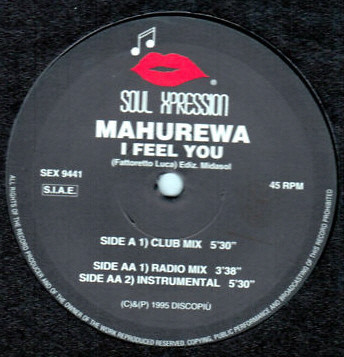 SOUL XPRESSION
MAHUREWA
I FEEL YOU
(Fattoretto Luca) Ediz. Midasol
SEX 9441
S.I.A.E.
45 RPM
SIDE A 1) CLUB MIX 5'30"
SIDE AA 1) RADIO MIX 3'38"
SIDE AA 2) INSTRUMENTAL 5'30"
(C)&(P) 1995 DISCOPIÙ
ALL RIGHTS OF THE RECORD PRODUCER AND OF THE OWNER OF THE WORK REPRODUCED RESERVED. COPYING, PUBLIC PERFORMANCE AND BROADCASTING OF THIS RECORD PROHIBITED